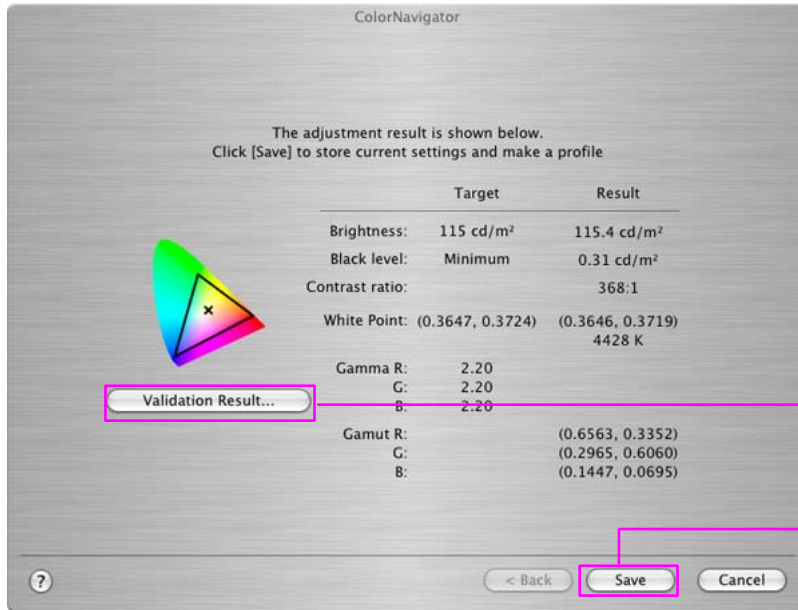 ColorNavigator
The adjustment result is shown below.
Click [Save] to store current settings and make a profile
Target Result
Brightness: 115 cd/m² 115.4 cd/m²
Black level: Minimum 0.31 cd/m²
Contrast ratio: 368:1
White Point: (0.3647, 0.3724) (0.3646, 0.3719)
4428 K
Gamma R: 2.20
G: 2.20
B: 2.20
Validation Result...
Gamut R: (0.6563, 0.3352)
G: (0.2965, 0.6060)
B: (0.1447, 0.0695)
? < Back Save Cancel